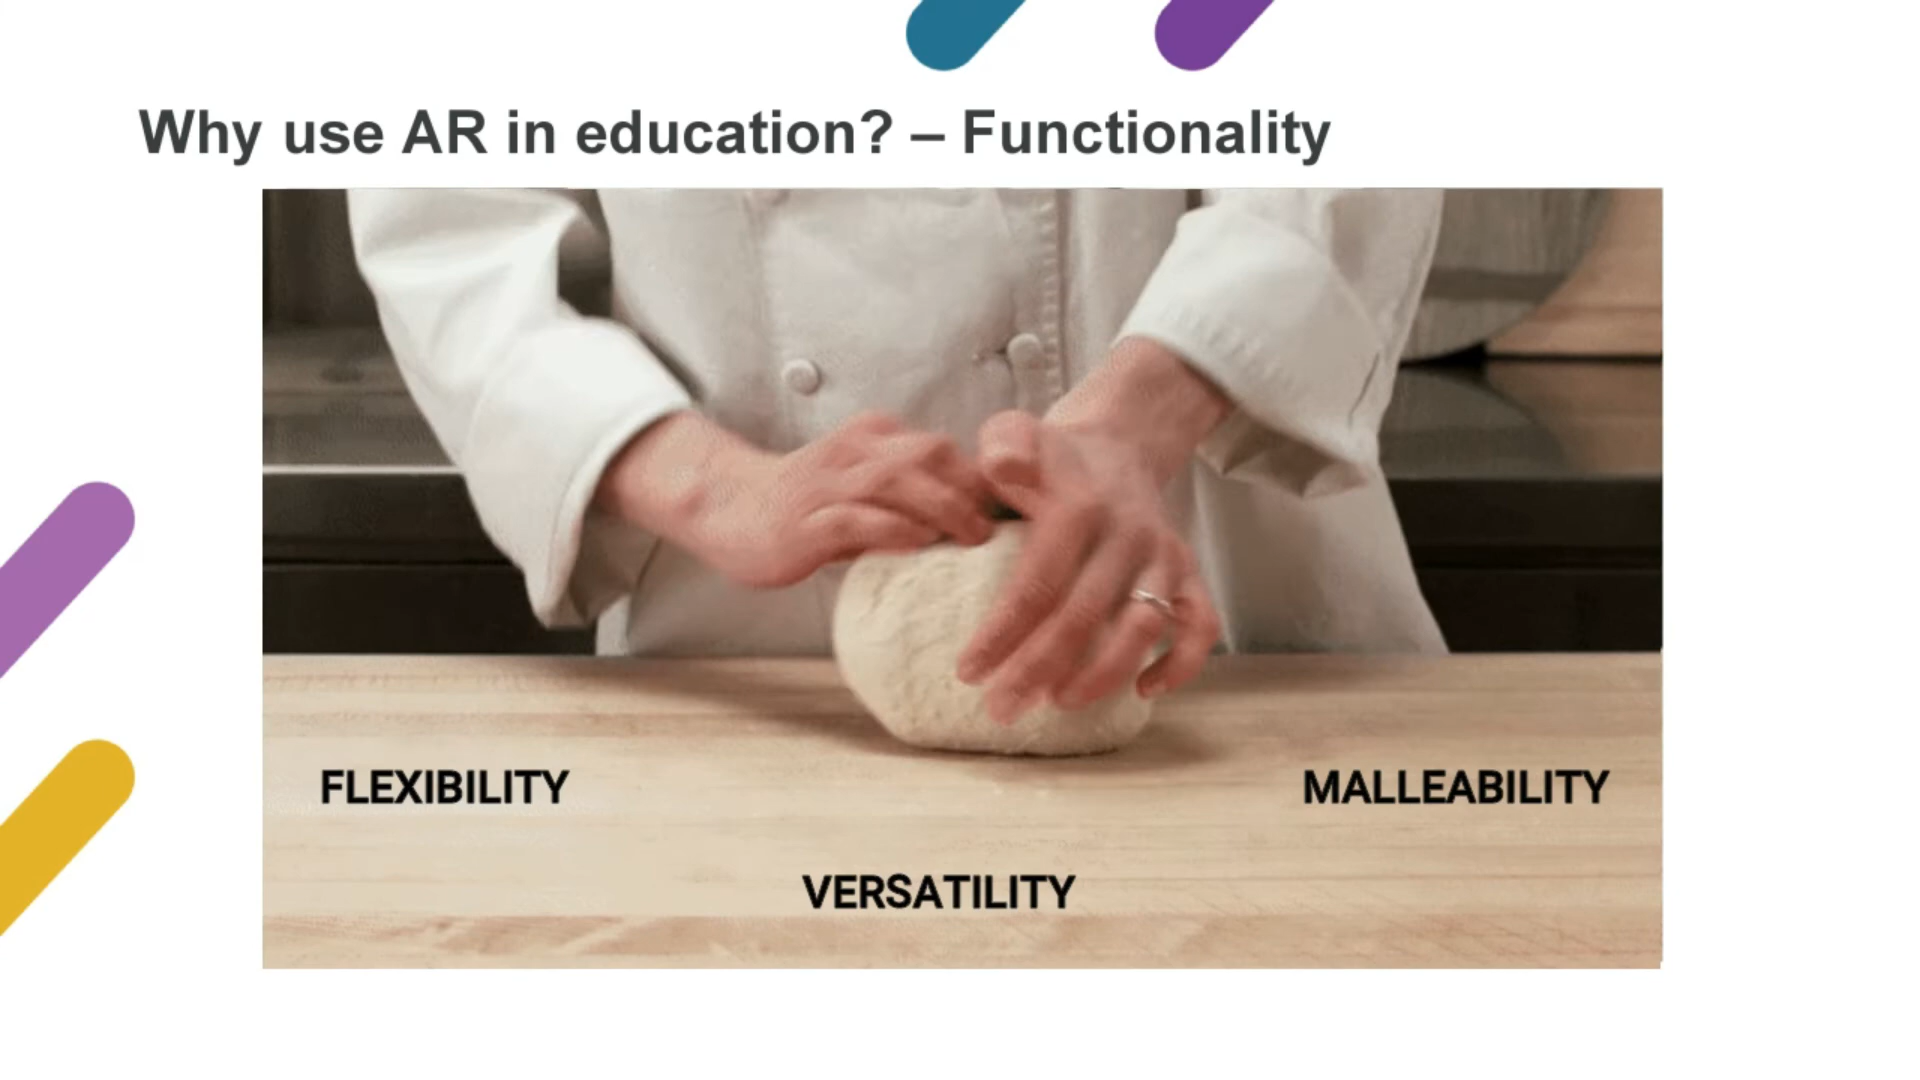 Why use AR in education? – Functionality
FLEXIBILITY
MALLEABILITY
VERSATILITY